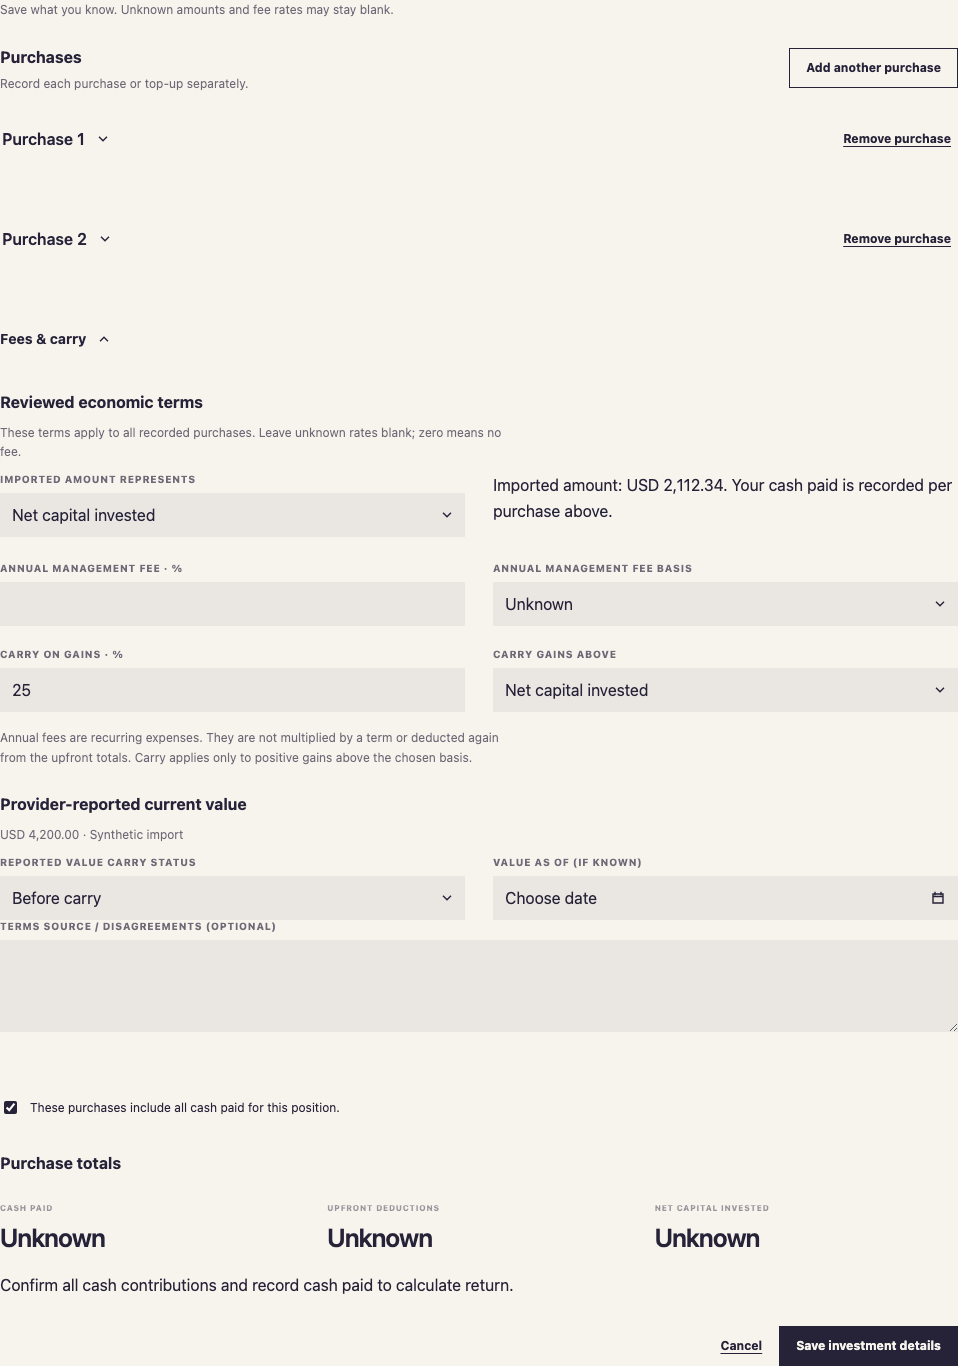 Save what you know. Unknown amounts and fee rates may stay blank.
Purchases
Add another purchase
Record each purchase or top-up separately.
Purchase 1
Remove purchase
Purchase 2
Remove purchase
Fees & carry
Reviewed economic terms
These terms apply to all recorded purchases. Leave unknown rates blank; zero means no
fee.
IMPORTED AMOUNT REPRESENTS
Net capital invested
Imported amount: USD 2,112.34. Your cash paid is recorded per
purchase above.
ANNUAL MANAGEMENT FEE · %
ANNUAL MANAGEMENT FEE BASIS
Unknown
CARRY ON GAINS · %
25
CARRY GAINS ABOVE
Net capital invested
Annual fees are recurring expenses. They are not multiplied by a term or deducted again
from the upfront totals. Carry applies only to positive gains above the chosen basis.
Provider-reported current value
USD 4,200.00 · Synthetic import
REPORTED VALUE CARRY STATUS
Before carry
VALUE AS OF (IF KNOWN)
Choose date
TERMS SOURCE / DISAGREEMENTS (OPTIONAL)
These purchases include all cash paid for this position.
Purchase totals
CASH PAID
Unknown
UPFRONT DEDUCTIONS
Unknown
NET CAPITAL INVESTED
Unknown
Confirm all cash contributions and record cash paid to calculate return.
Cancel
Save investment details